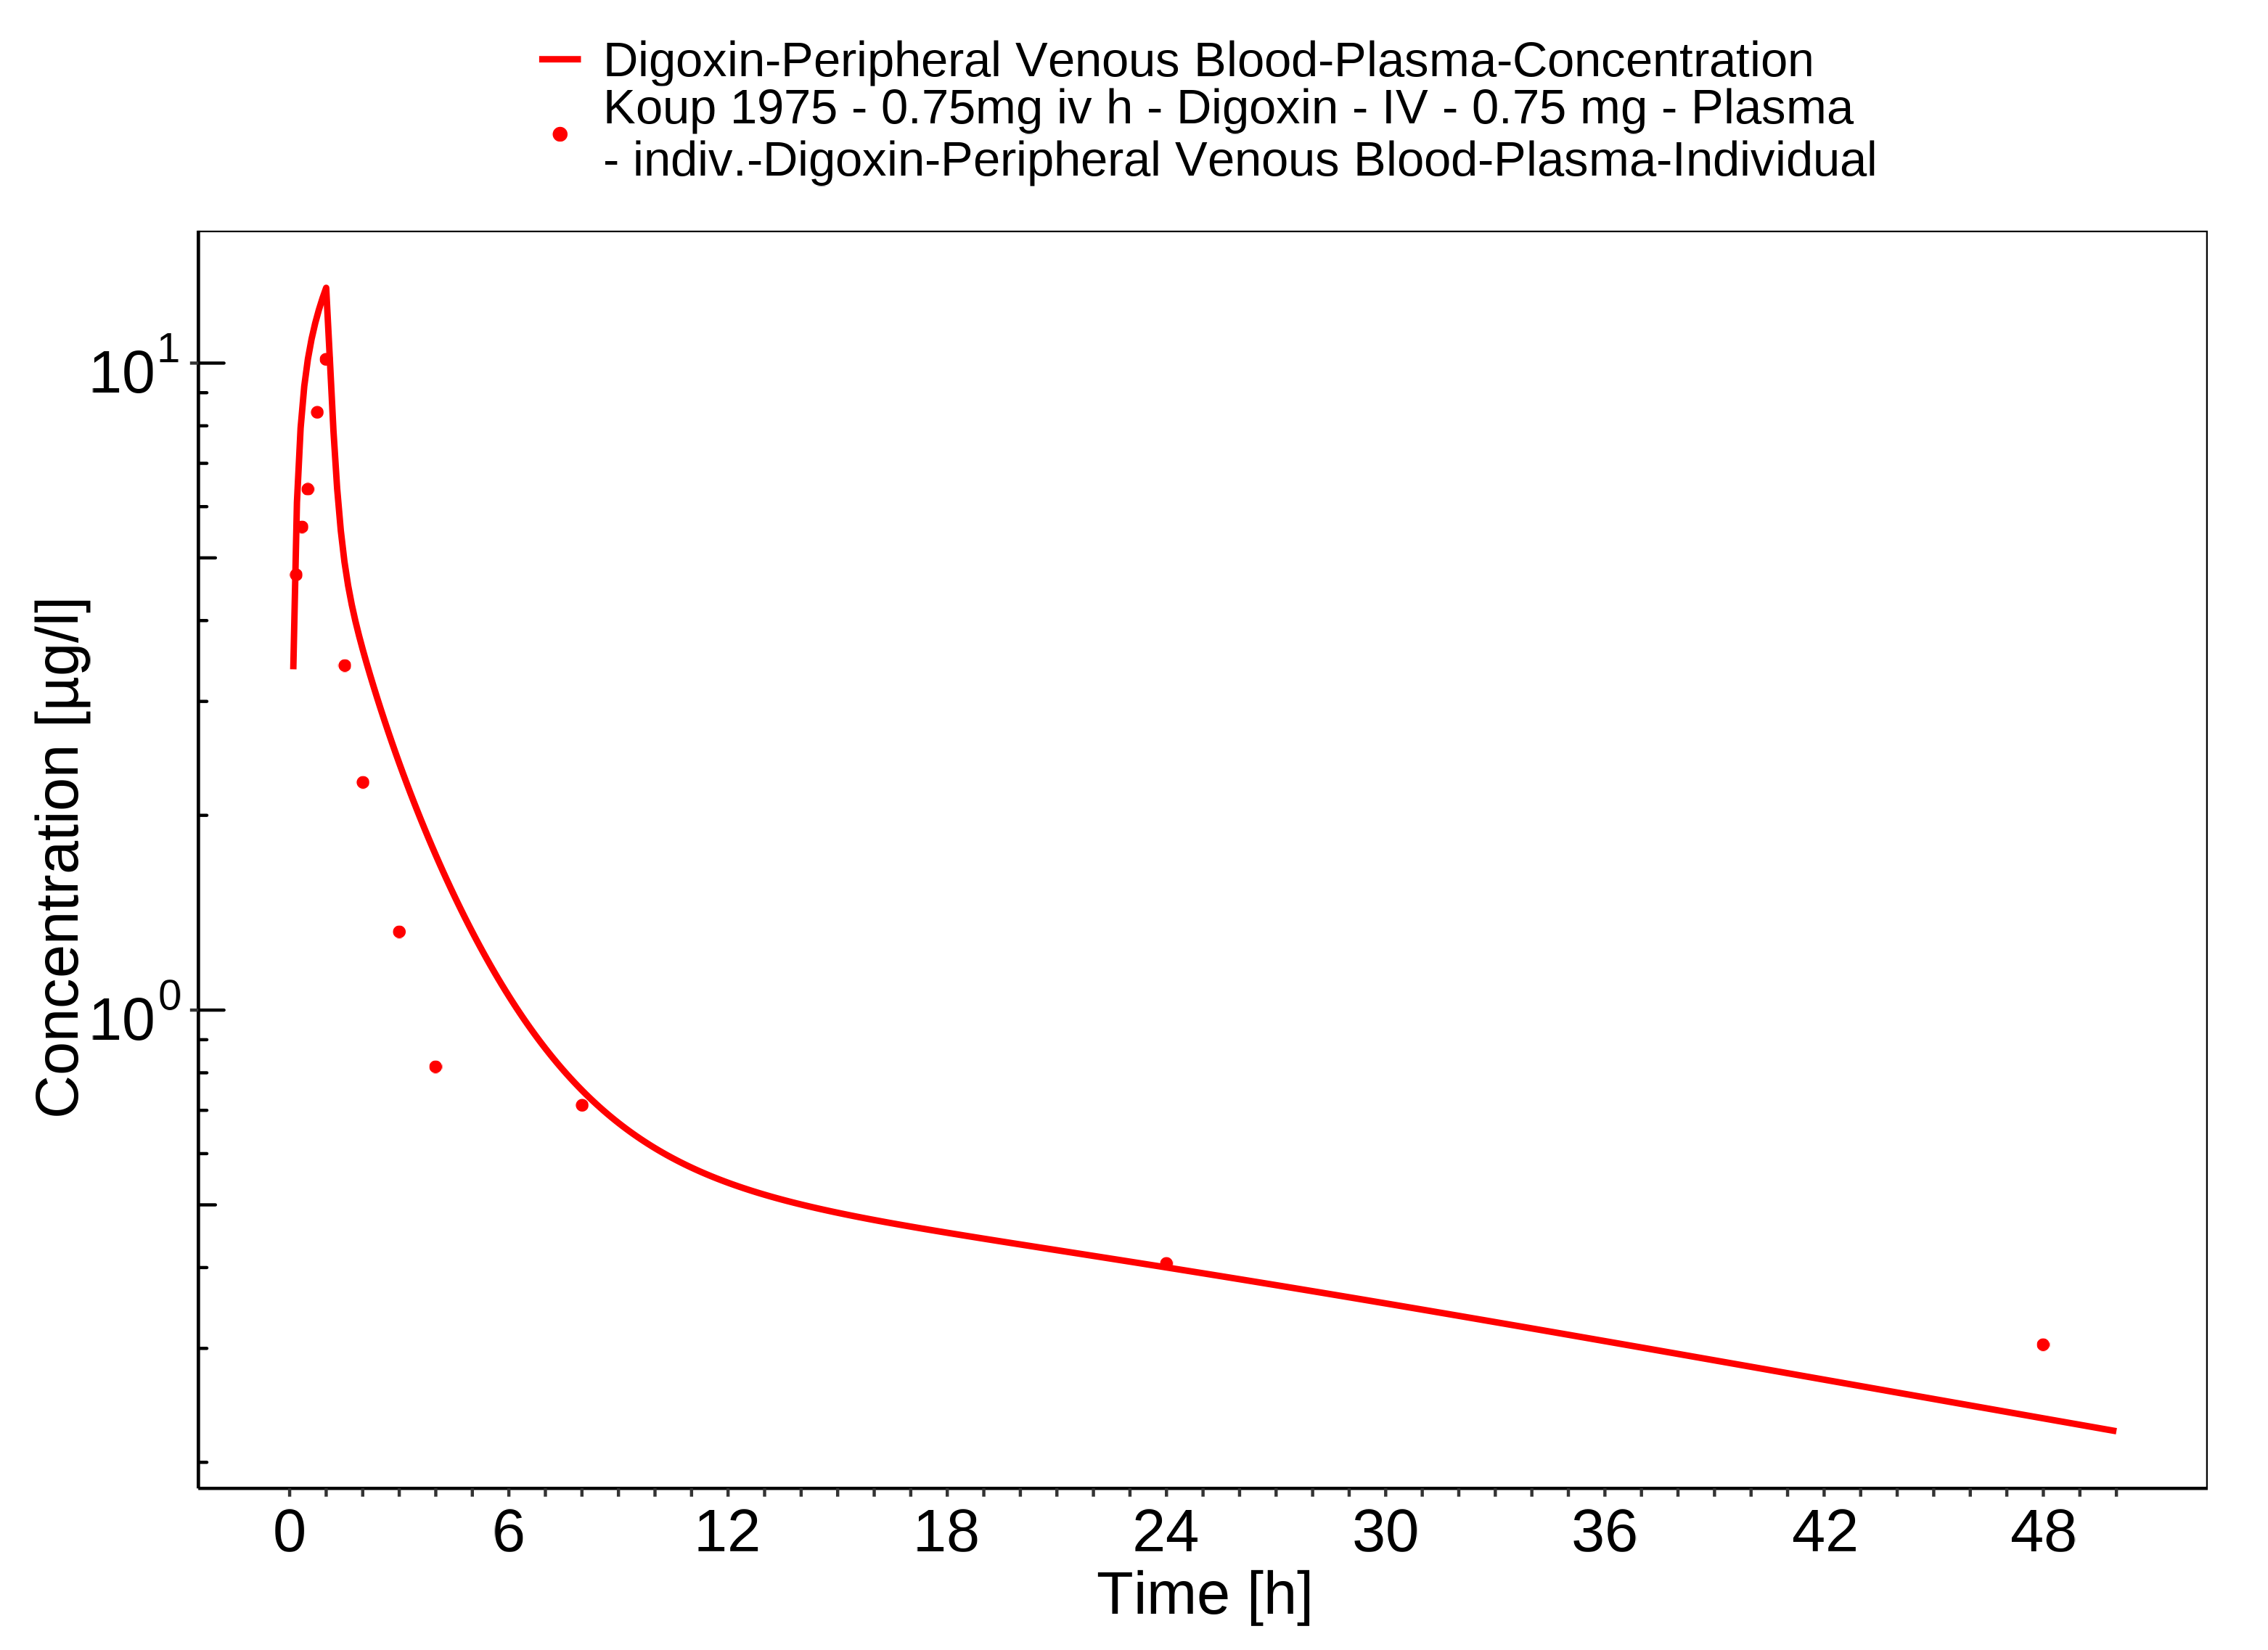 Digoxin-Peripheral Venous Blood-Plasma-Concentration
Koup 1975 - 0.75mg iv h - Digoxin - IV - 0.75 mg - Plasma
- indiv.-Digoxin-Peripheral Venous Blood-Plasma-Individual
10¹
10⁰
Concentration [µg/l]
0 6 12 18 24 30 36 42 48
Time [h]